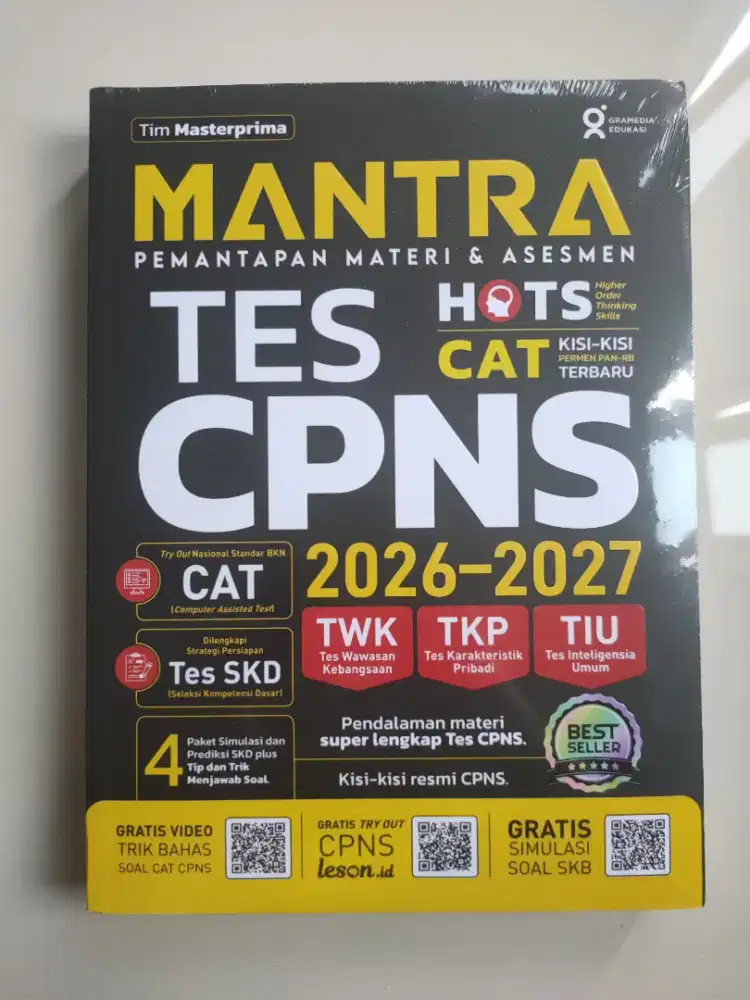 Tim Masterprima
GRAMEDIA
EDUKASI
MANTRA
PEMANTAPAN MATERI & ASESMEN
TES
HOTS
Higher
Order
Thinking
Skills
CAT
KISI-KISI
PERMEN PAN-RB
TERBARU
CPNS
2026–2027
Try Out Nasional Standar BKN
CAT
(Computer Assisted Test)
Dilengkapi
Strategi Persiapan
Tes SKD
(Seleksi Kompetensi Dasar)
TWK
Tes Wawasan
Kebangsaan
TKP
Tes Karakteristik
Pribadi
TIU
Tes Inteligensia
Umum
4
Paket Simulasi dan
Prediksi SKD plus
Tip dan Trik
Menjawab Soal.
Pendalaman materi
super lengkap Tes CPNS.
Kisi-kisi resmi CPNS.
BEST
SELLER
GRATIS VIDEO
TRIK BAHAS
SOAL CAT CPNS
GRATIS TRY OUT
CPNS
leson.id
GRATIS
SIMULASI
SOAL SKB